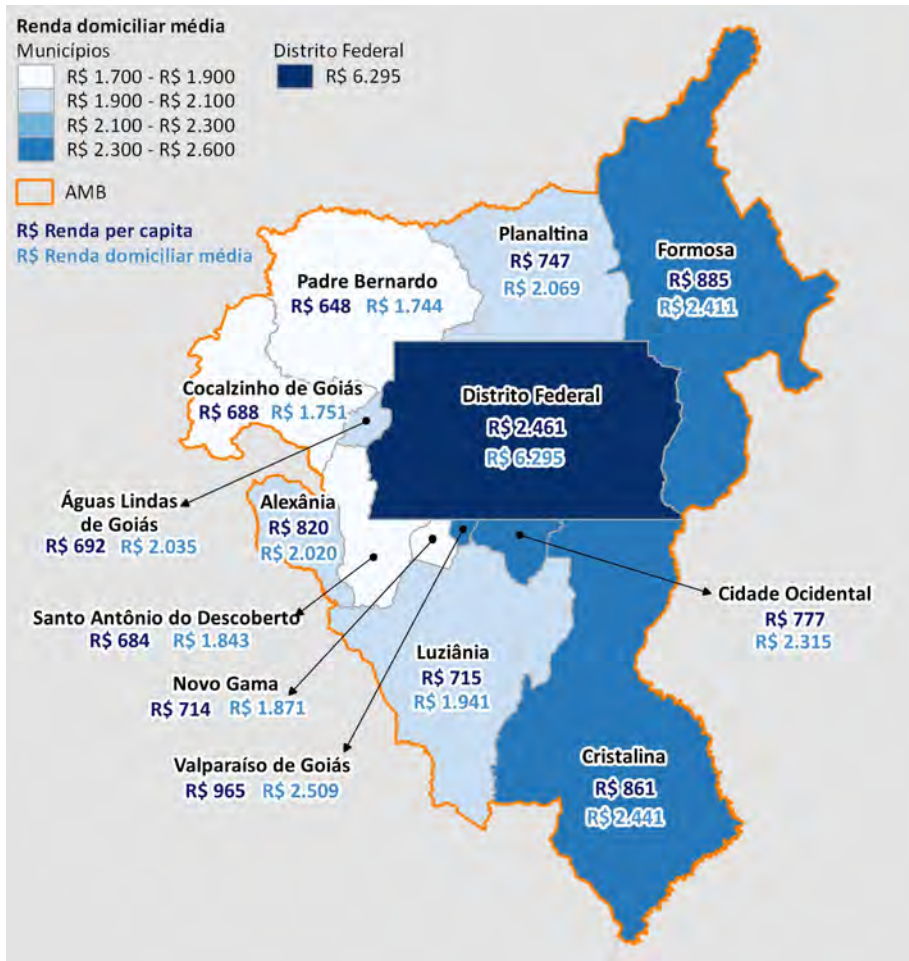 Renda domiciliar média
Municípios
R$ 1.700 - R$ 1.900
R$ 1.900 - R$ 2.100
R$ 2.100 - R$ 2.300
R$ 2.300 - R$ 2.600
Distrito Federal
R$ 6.295
AMB
R$ Renda per capita
R$ Renda domiciliar média
Planaltina
R$ 747
R$ 2.069
Formosa
R$ 885
R$ 2.411
Padre Bernardo
R$ 648 R$ 1.744
Cocalzinho de Goiás
R$ 688 R$ 1.751
Distrito Federal
R$ 2.461
R$ 6.295
Águas Lindas
de Goiás
R$ 692 R$ 2.035
Alexânia
R$ 820
R$ 2.020
Santo Antônio do Descoberto
R$ 684 R$ 1.843
Cidade Ocidental
R$ 777
R$ 2.315
Novo Gama
R$ 714 R$ 1.871
Luziânia
R$ 715
R$ 1.941
Valparaíso de Goiás
R$ 965 R$ 2.509
Cristalina
R$ 861
R$ 2.441